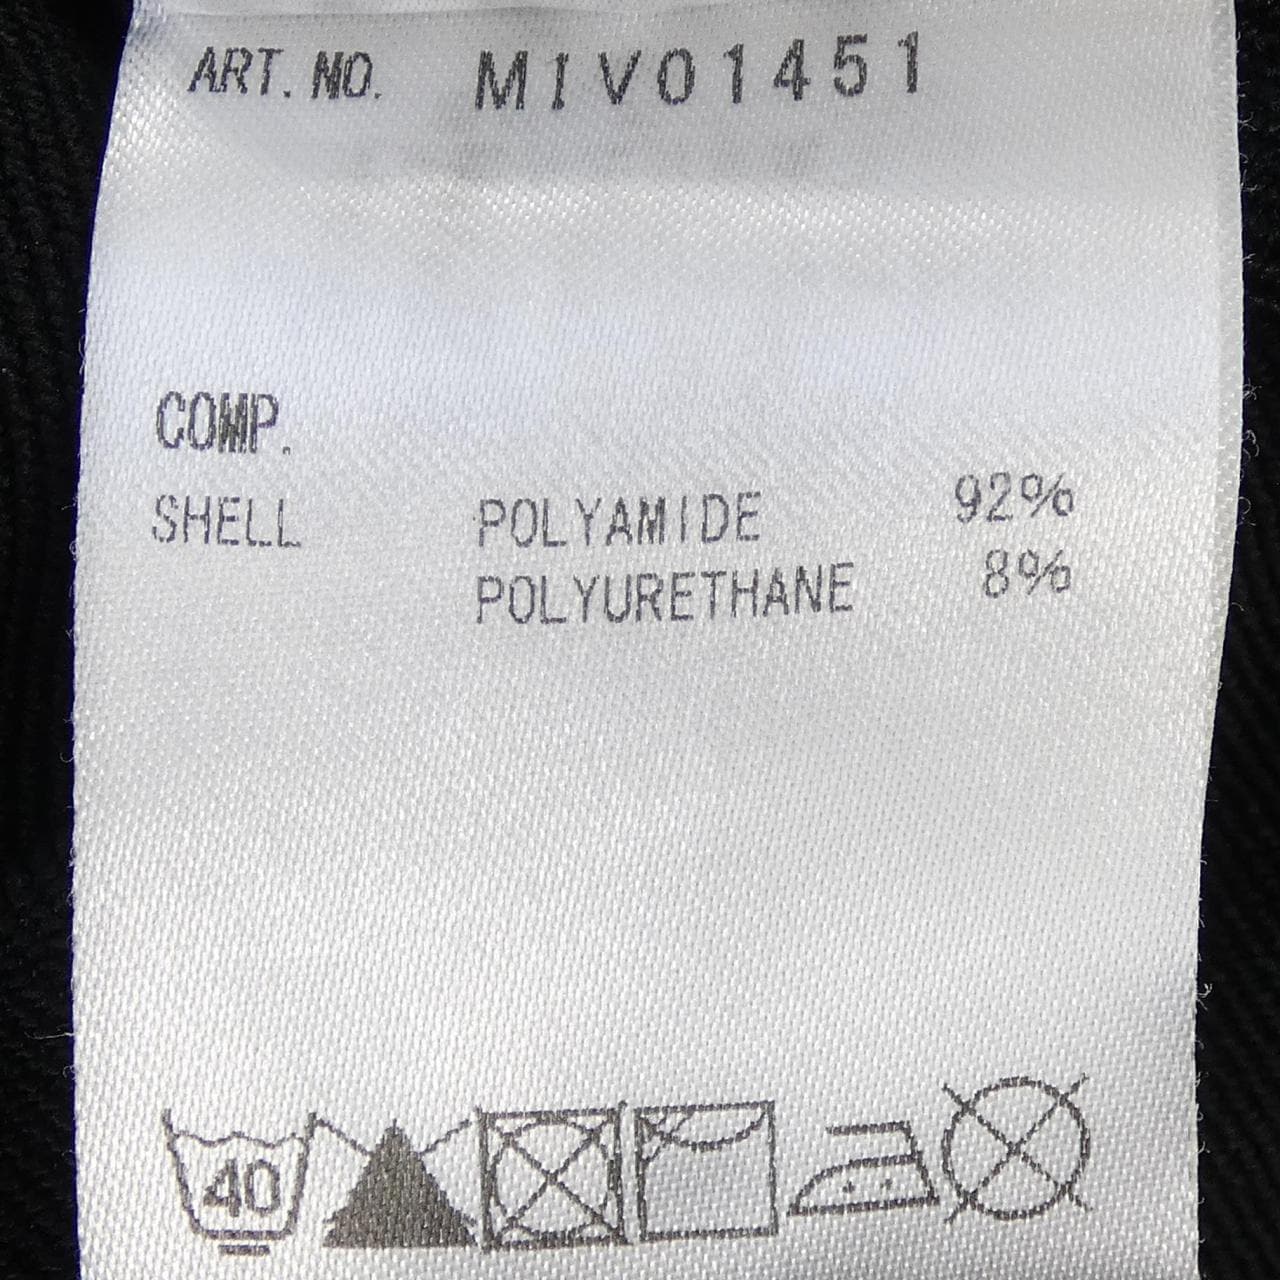 ART. NO. MIV01451
COMP.
SHELL POLYAMIDE 92%
POLYURETHANE 8%
40